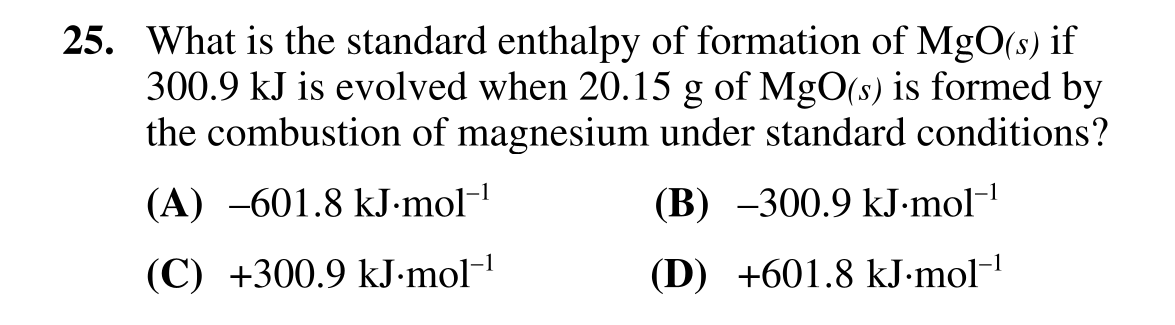 25. What is the standard enthalpy of formation of MgO(s) if
300.9 kJ is evolved when 20.15 g of MgO(s) is formed by
the combustion of magnesium under standard conditions?
(A) –601.8 kJ·mol⁻¹ (B) –300.9 kJ·mol⁻¹
(C) +300.9 kJ·mol⁻¹ (D) +601.8 kJ·mol⁻¹